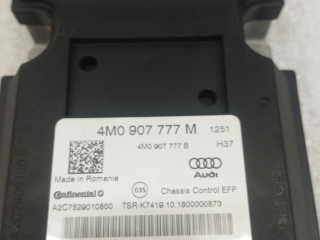 4M0 907 777 M 1251
4M0 907 777 B H37
Made in Romania Audi
Continental 035 Chassis Control EFP
A2C7529010800 TSR-K7419.10.1800000873